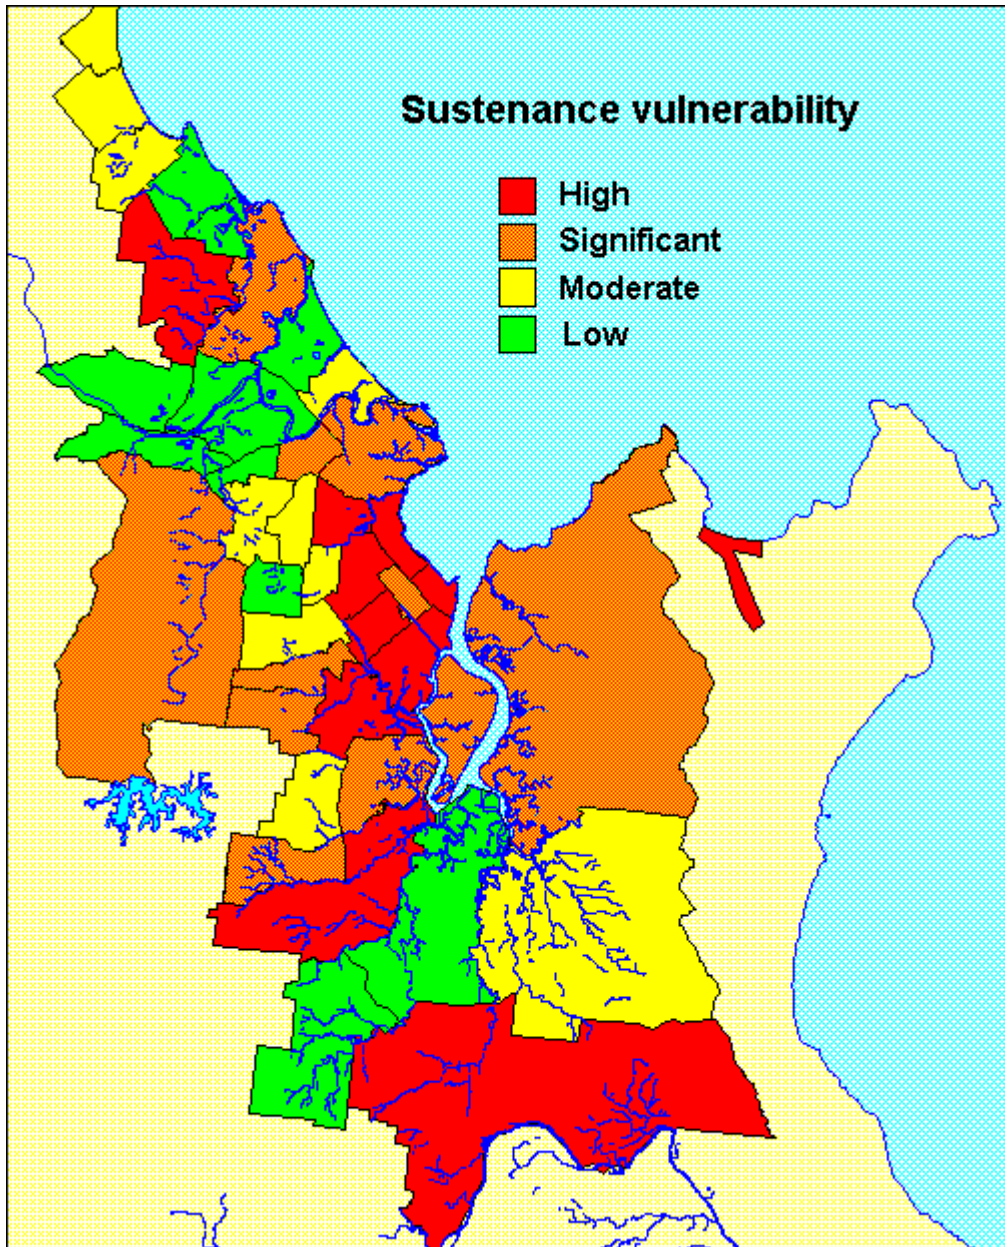 Sustenance vulnerability
High
Significant
Moderate
Low